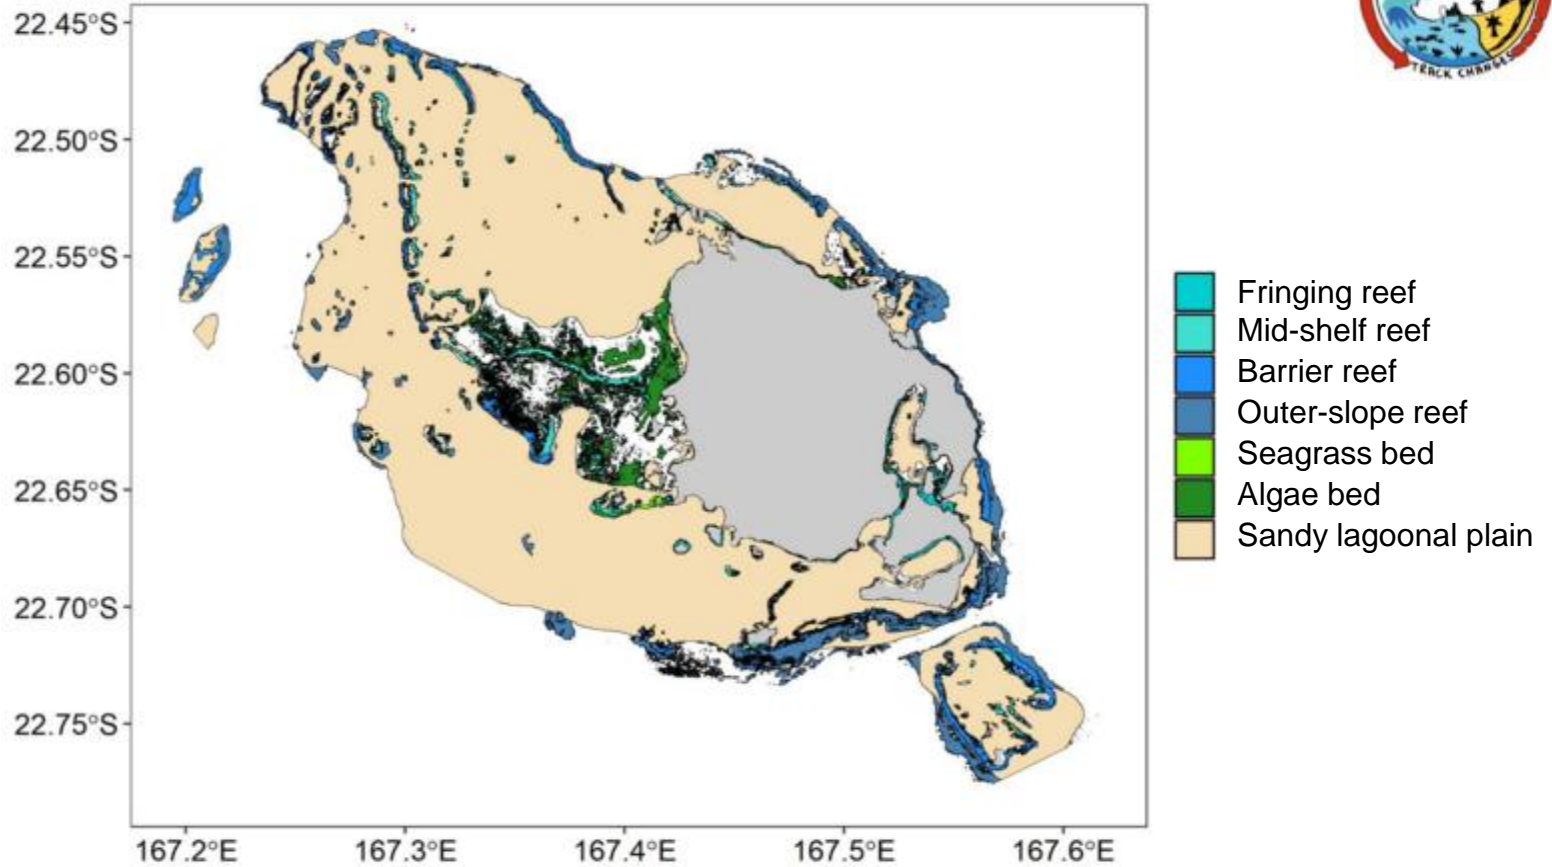 TRACK CHANGES
22.45°S
22.50°S
22.55°S
22.60°S
22.65°S
22.70°S
22.75°S
167.2°E 167.3°E 167.4°E 167.5°E 167.6°E
Fringing reef
Mid-shelf reef
Barrier reef
Outer-slope reef
Seagrass bed
Algae bed
Sandy lagoonal plain